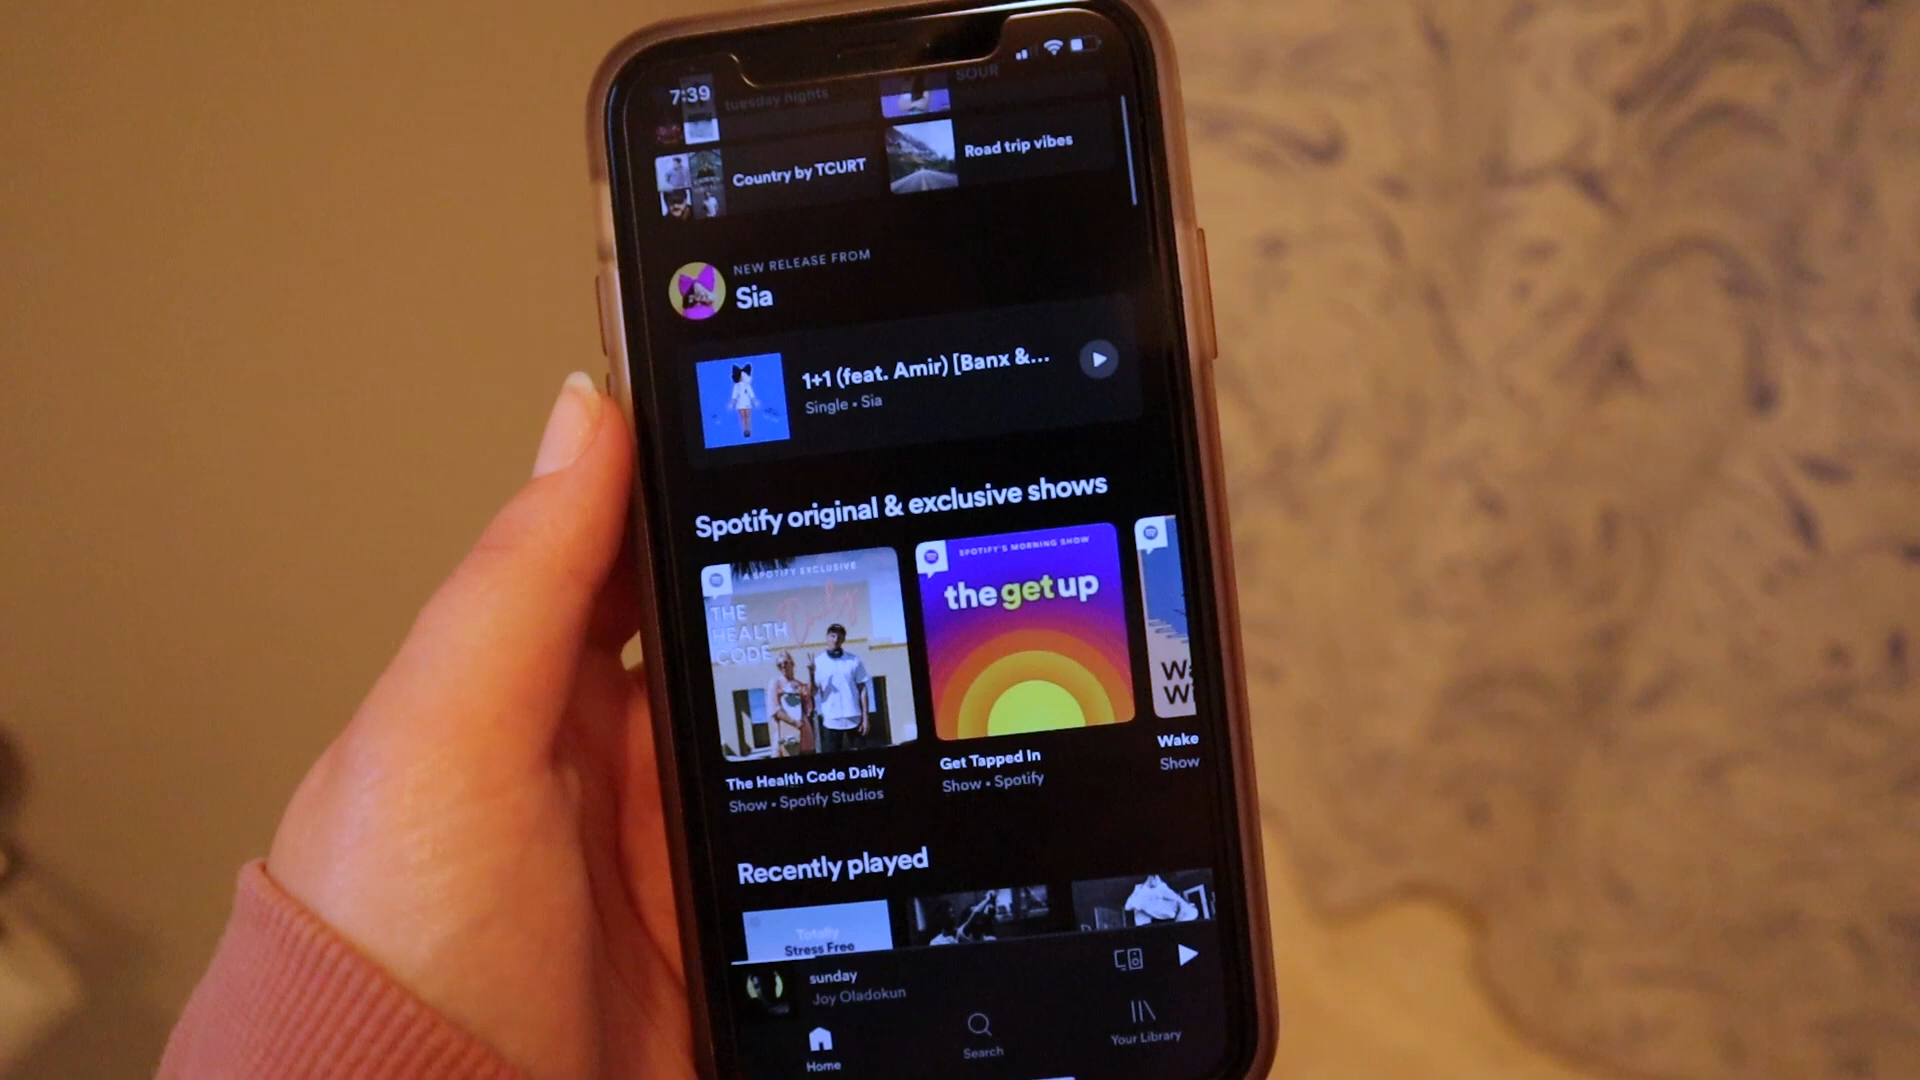 7:39
tuesday nights
SOUR
Country by TCURT
Road trip vibes
NEW RELEASE FROM
Sia
1+1 (feat. Amir) [Banx &...
Single • Sia
Spotify original & exclusive shows
A SPOTIFY EXCLUSIVE
THE
HEALTH
CODE
Daily
SPOTIFY'S MORNING SHOW
the get up
Wa
W
The Health Code Daily
Show • Spotify Studios
Get Tapped In
Show • Spotify
Wake
Show
Recently played
Totally
Stress Free
sunday
Joy Oladokun
Home
Search
Your Library